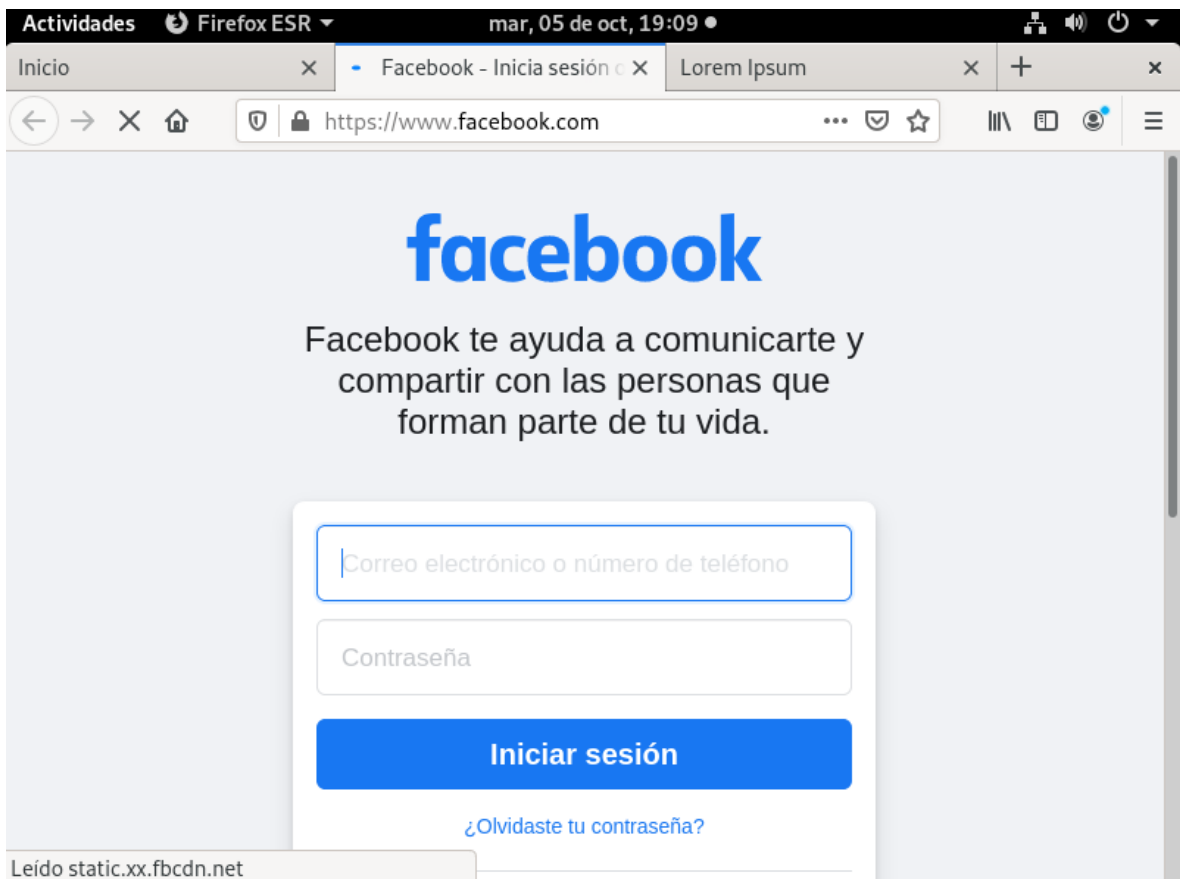 Actividades Firefox ESR mar, 05 de oct, 19:09
Inicio Facebook - Inicia sesión Lorem Ipsum
https://www.facebook.com
facebook
Facebook te ayuda a comunicarte y
compartir con las personas que
forman parte de tu vida.
Correo electrónico o número de teléfono
Contraseña
Iniciar sesión
¿Olvidaste tu contraseña?
Leído static.xx.fbcdn.net